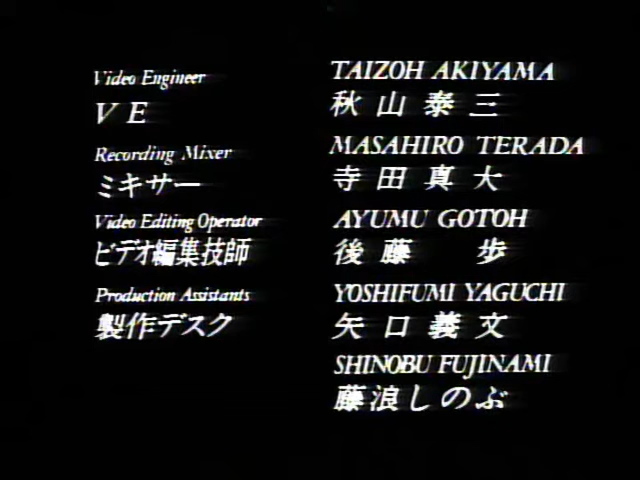 Video Engineer
TAIZOH AKIYAMA
VE
秋山泰三
Recording Mixer
MASAHIRO TERADA
ミキサー
寺田真大
Video Editing Operator
AYUMU GOTOH
ビデオ編集技師
後藤 歩
Production Assistants
YOSHIFUMI YAGUCHI
製作デスク
矢口義文
SHINOBU FUJINAMI
藤浪しのぶ